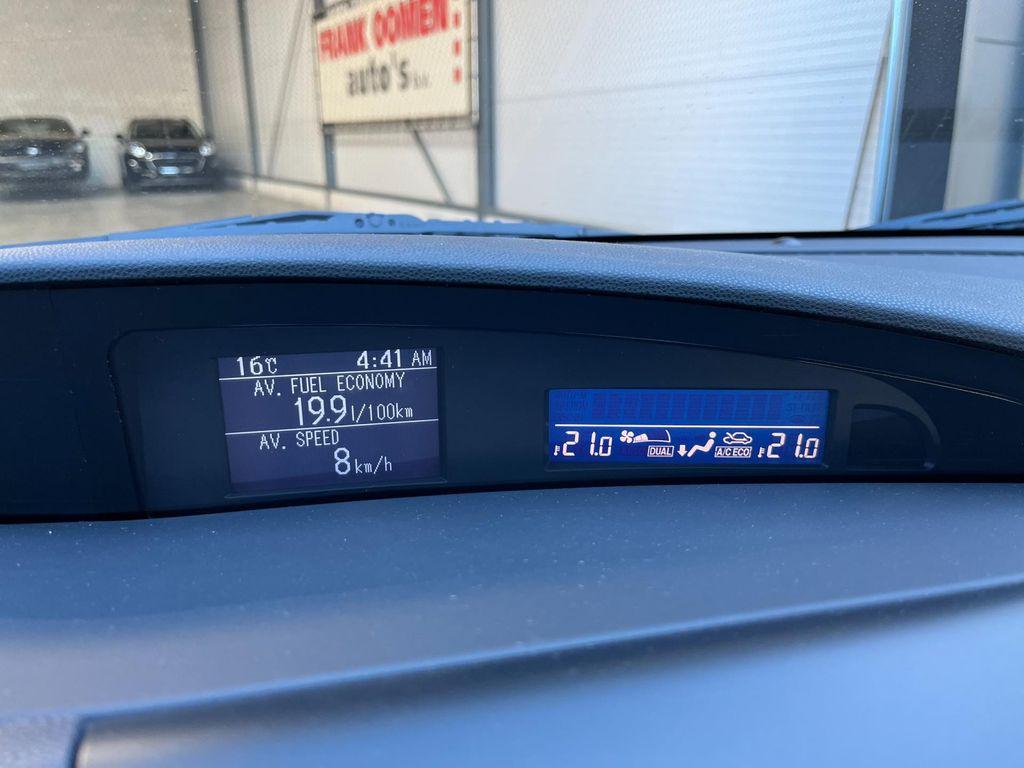 FRANK OOMEN
auto's b.v.
16°C 4:41 AM
AV. FUEL ECONOMY
19.9 l/100km
AV. SPEED
8 km/h
21.0 DUAL A/C ECO 21.0